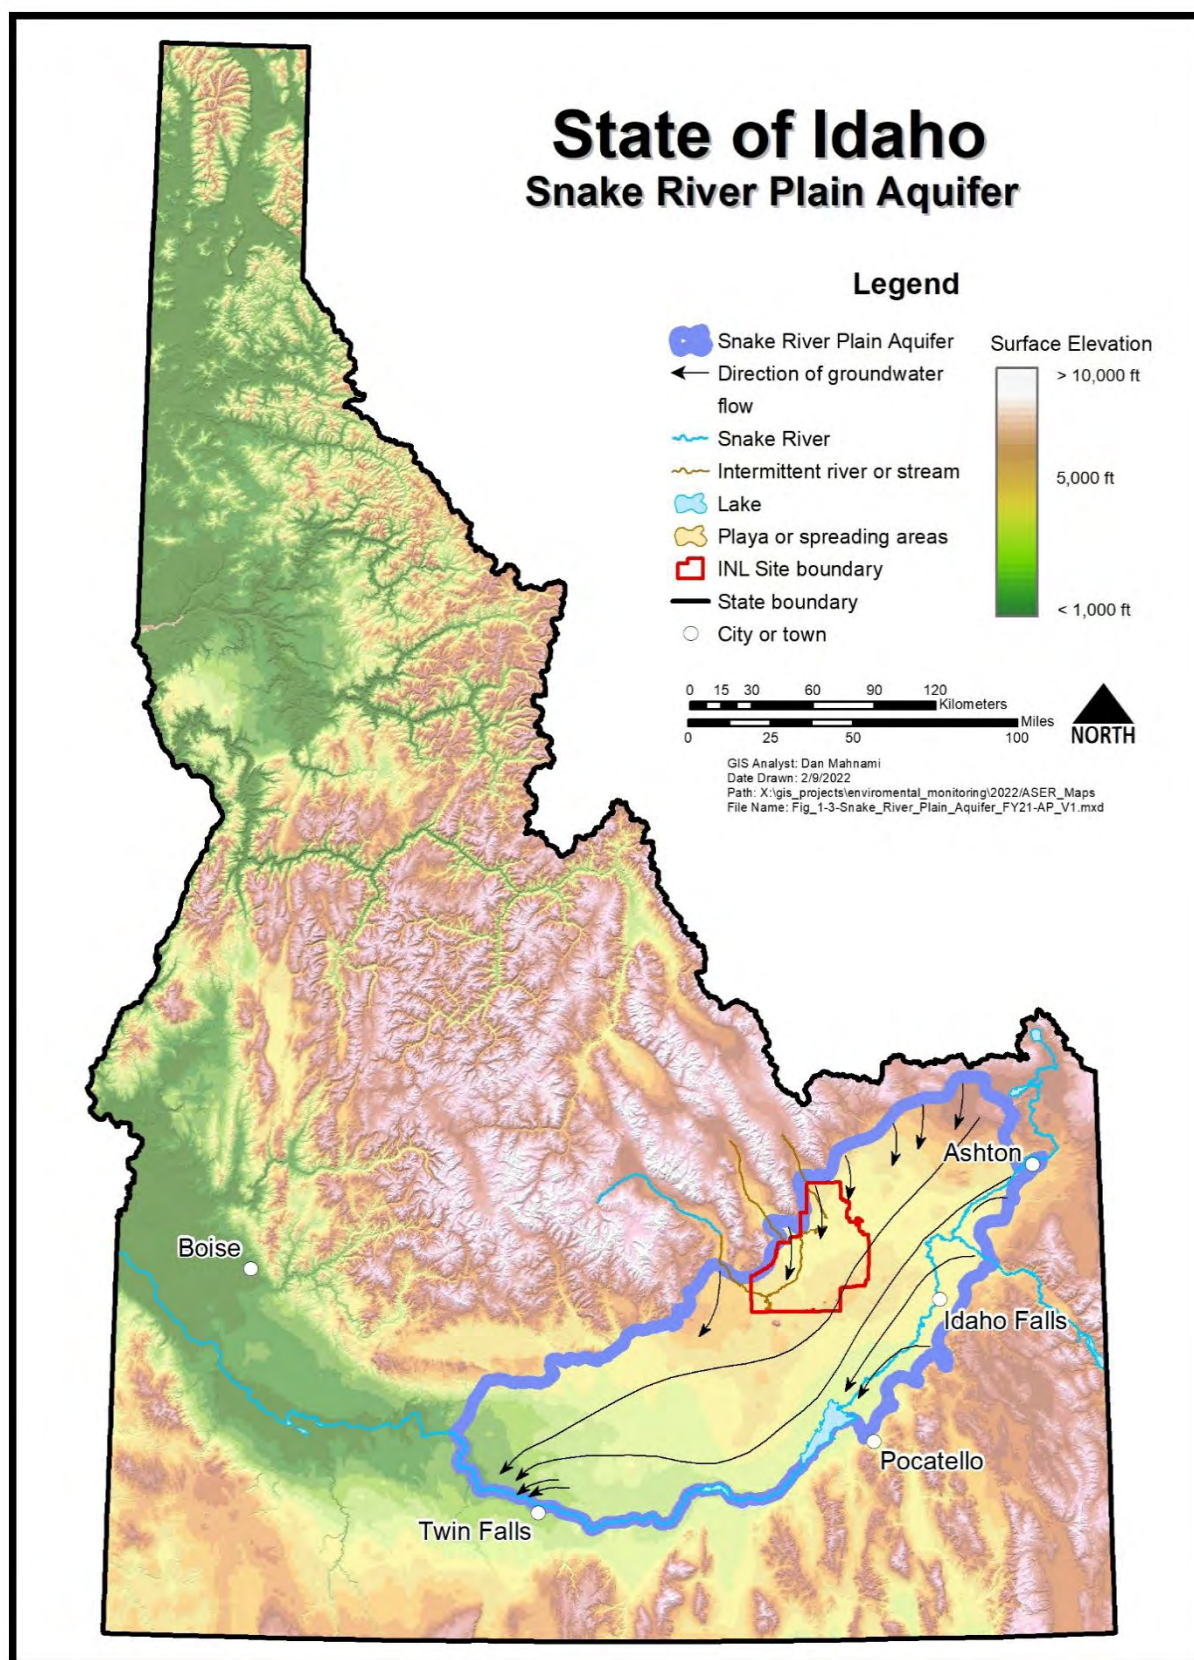 State of Idaho
Snake River Plain Aquifer
Legend
Snake River Plain Aquifer
Direction of groundwater
flow
Snake River
Intermittent river or stream
Lake
Playa or spreading areas
INL Site boundary
State boundary
City or town
Surface Elevation
> 10,000 ft
5,000 ft
< 1,000 ft
0 15 30 60 90 120
Kilometers
Miles
0 25 50 100
NORTH
GIS Analyst: Dan Mahnami
Date Drawn: 2/9/2022
Path: X:\gis_projects\enviromental_monitoring\2022/ASER_Maps
File Name: Fig_1-3-Snake_River_Plain_Aquifer_FY21-AP_V1.mxd
Ashton
Boise
Idaho Falls
Pocatello
Twin Falls